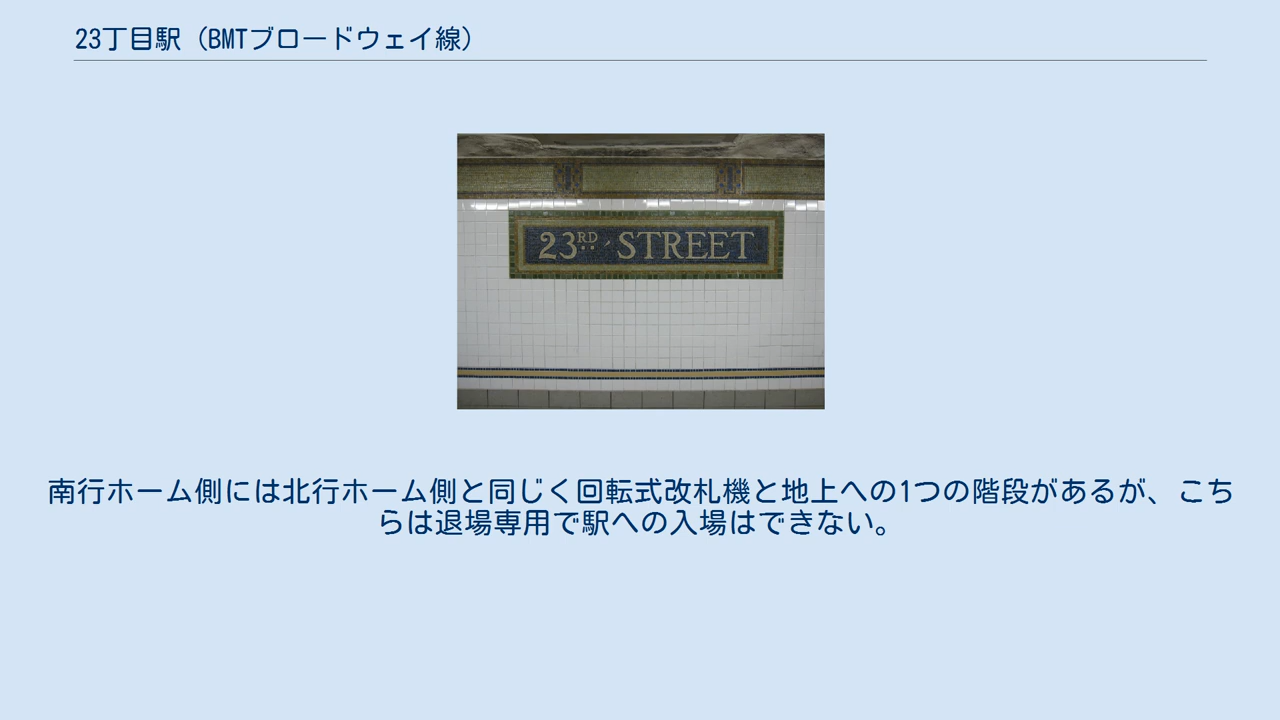 23丁目駅（BMTブロードウェイ線）
23RD STREET
南行ホーム側には北行ホーム側と同じく回転式改札機と地上への1つの階段があるが、こち
らは退場専用で駅への入場はできない。